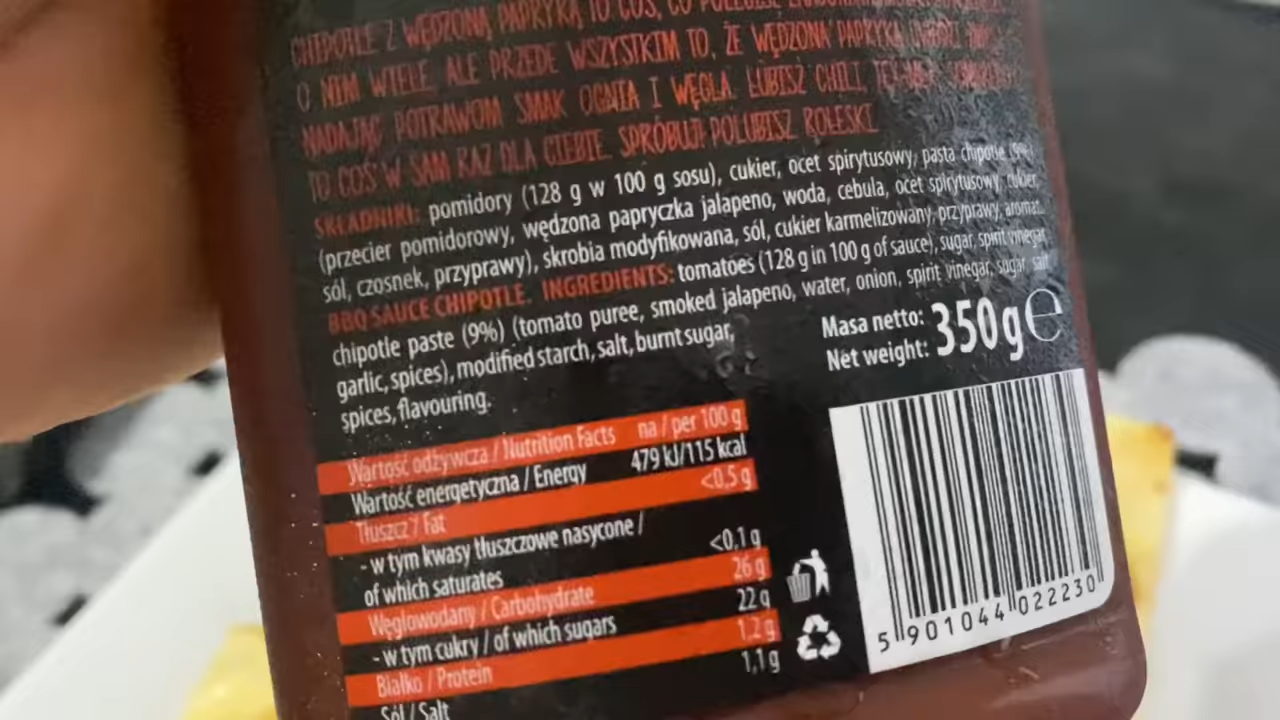 CHIPOTLE Z WĘDZONĄ PAPRYKĄ TO COŚ, CO
O NIM WIELE, ALE PRZEDE WSZYSTKIM TO, ŻE WĘDZONA PAPRYKA
NADAJĄC POTRAWOM SMAK OGNIA I WĘGLA. LUBISZ CHILI,
TO COŚ W SAM RAZ DLA CIEBIE. SPRÓBUJ! POLUBISZ ROLESKI.
SKŁADNIKI: pomidory (128 g w 100 g sosu), cukier, ocet spirytusowy, pasta chipotle (9%)
(przecier pomidorowy, wędzona papryczka jalapeno, woda, cebula, ocet spirytusowy, cukier,
sól, czosnek, przyprawy), skrobia modyfikowana, sól, cukier karmelizowany, przyprawy, aromat.
BBQ SAUCE CHIPOTLE. INGREDIENTS: tomatoes (128 g in 100 g of sauce), sugar, spirit vinegar,
chipotle paste (9%) (tomato puree, smoked jalapeno, water, onion, spirit vinegar, sugar, salt
garlic, spices), modified starch, salt, burnt sugar,
spices, flavouring.
Masa netto:
Net weight: 350g e
Wartość odżywcza / Nutrition Facts na / per 100 g
Wartość energetyczna / Energy 479 kJ/115 kcal
Tłuszcz / Fat <0,5 g
- w tym kwasy tłuszczowe nasycone /
of which saturates <0,1 g
Węglowodany / Carbohydrate 26 g
- w tym cukry / of which sugars 22 g
Białko / Protein 1,2 g
Sól / Salt 1,1 g
5 901044 022230